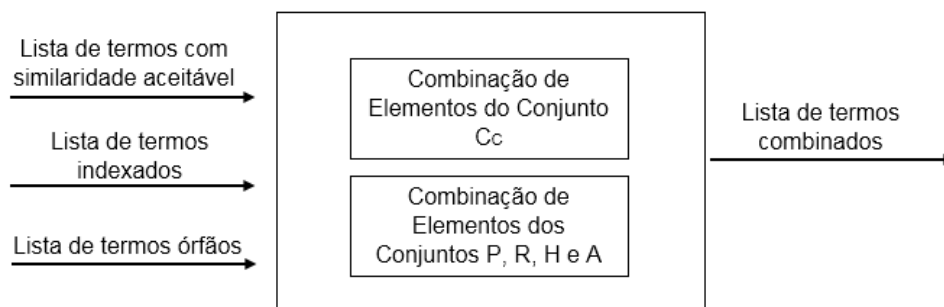 Lista de termos com
similaridade aceitável
Lista de termos
indexados
Lista de termos órfãos
Combinação de
Elementos do Conjunto
Cc
Combinação de
Elementos dos
Conjuntos P, R, H e A
Lista de termos
combinados